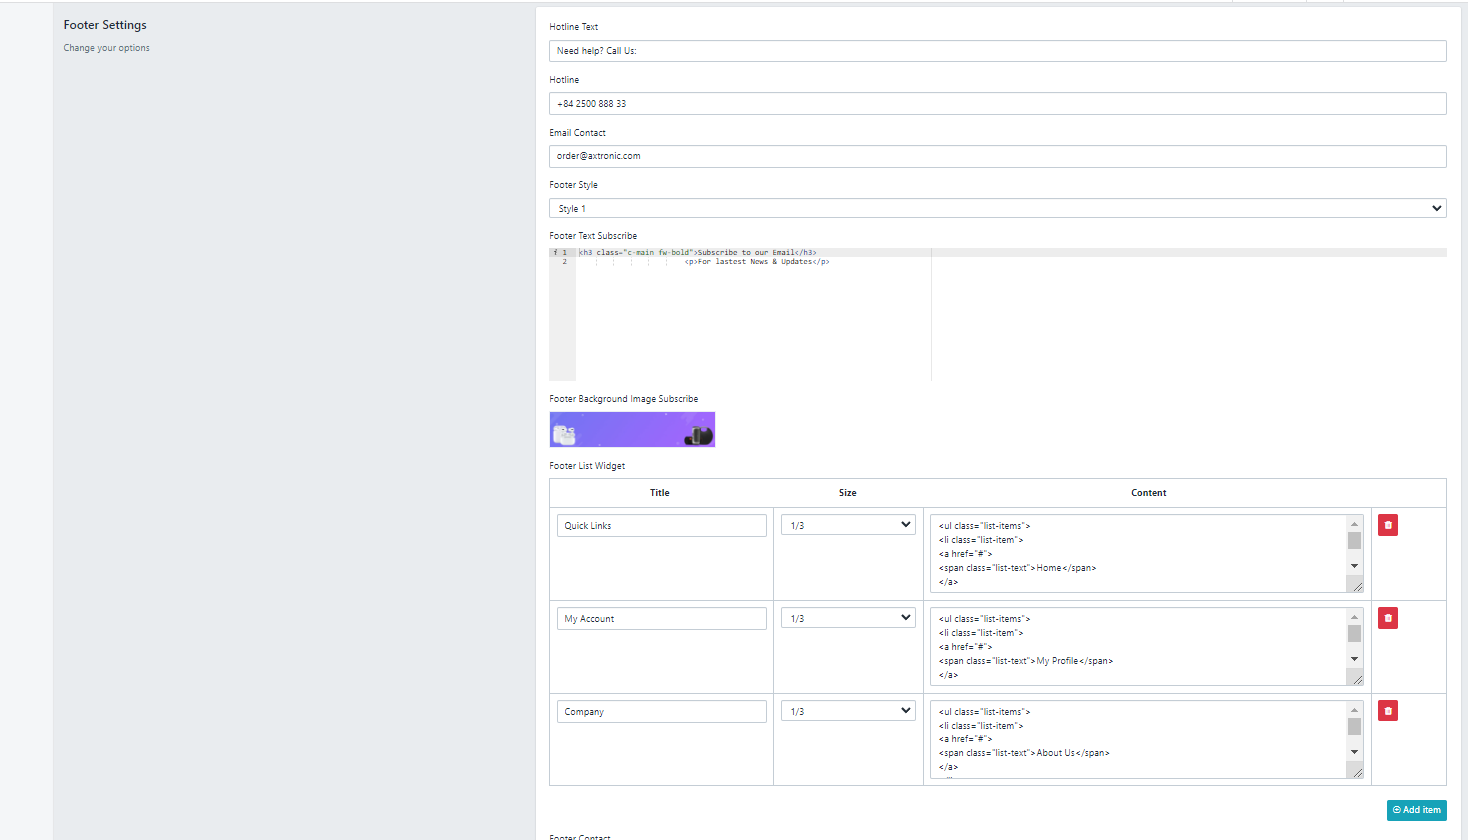 Footer Settings
Change your options
Hotline Text
Need help? Call Us:
Hotline
+84 2500 888 33
Email Contact
order@axtronic.com
Footer Style
Style 1
Footer Text Subscribe
f 1 <h3 class="c-main fw-bold">Subscribe to our Email</h3>
2 <p>For lastest News & Updates</p>
Footer Background Image Subscribe
Footer List Widget
Title Size Content
Quick Links 1/3 <ul class="list-items">
<li class="list-item">
<a href="#">
<span class="list-text">Home</span>
</a>
My Account 1/3 <ul class="list-items">
<li class="list-item">
<a href="#">
<span class="list-text">My Profile</span>
</a>
Company 1/3 <ul class="list-items">
<li class="list-item">
<a href="#">
<span class="list-text">About Us</span>
</a>
Add item
Footer Contact